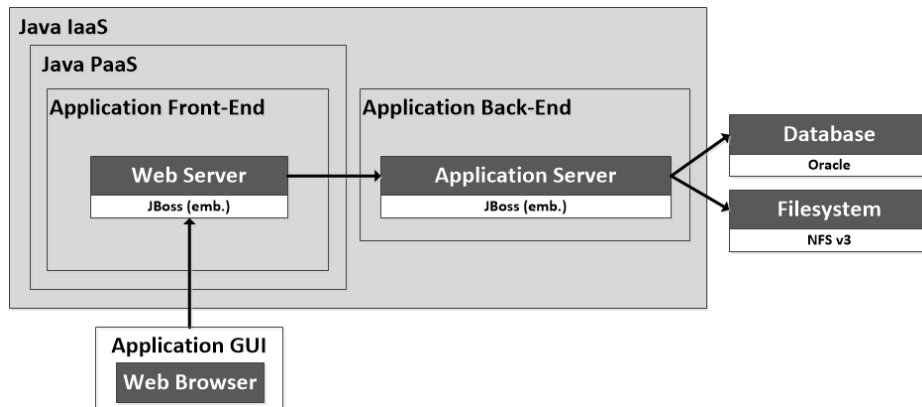 Java IaaS
Java PaaS
Application Front-End
Application Back-End
Web Server
JBoss (emb.)
Application Server
JBoss (emb.)
Database
Oracle
Filesystem
NFS v3
Application GUI
Web Browser